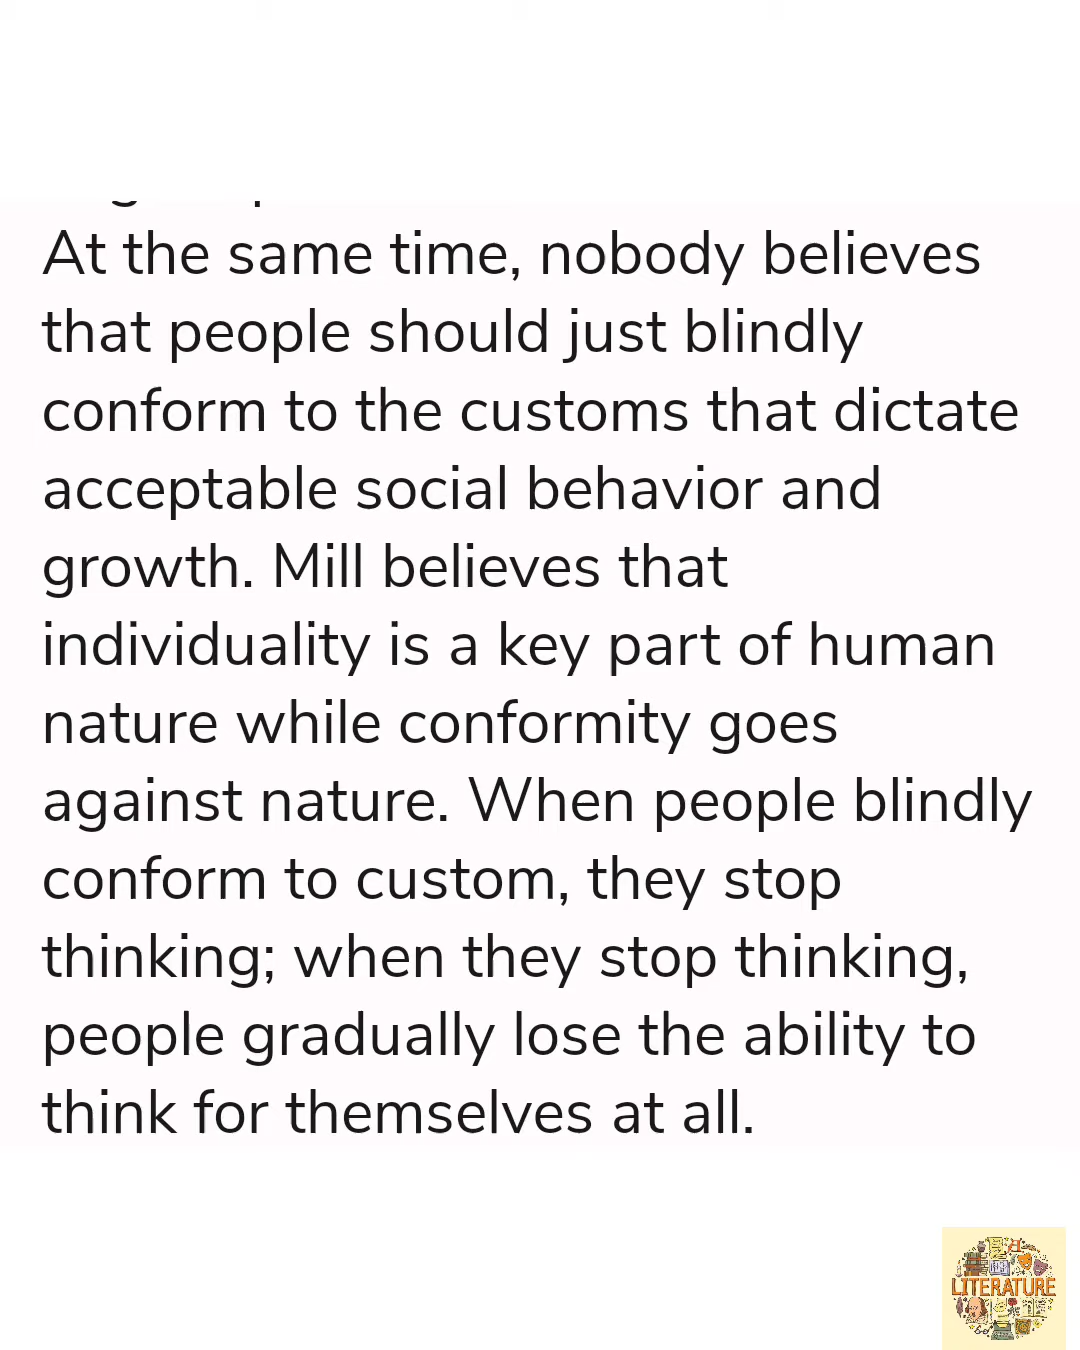 At the same time, nobody believes
that people should just blindly
conform to the customs that dictate
acceptable social behavior and
growth. Mill believes that
individuality is a key part of human
nature while conformity goes
against nature. When people blindly
conform to custom, they stop
thinking; when they stop thinking,
people gradually lose the ability to
think for themselves at all.
LITERATURE